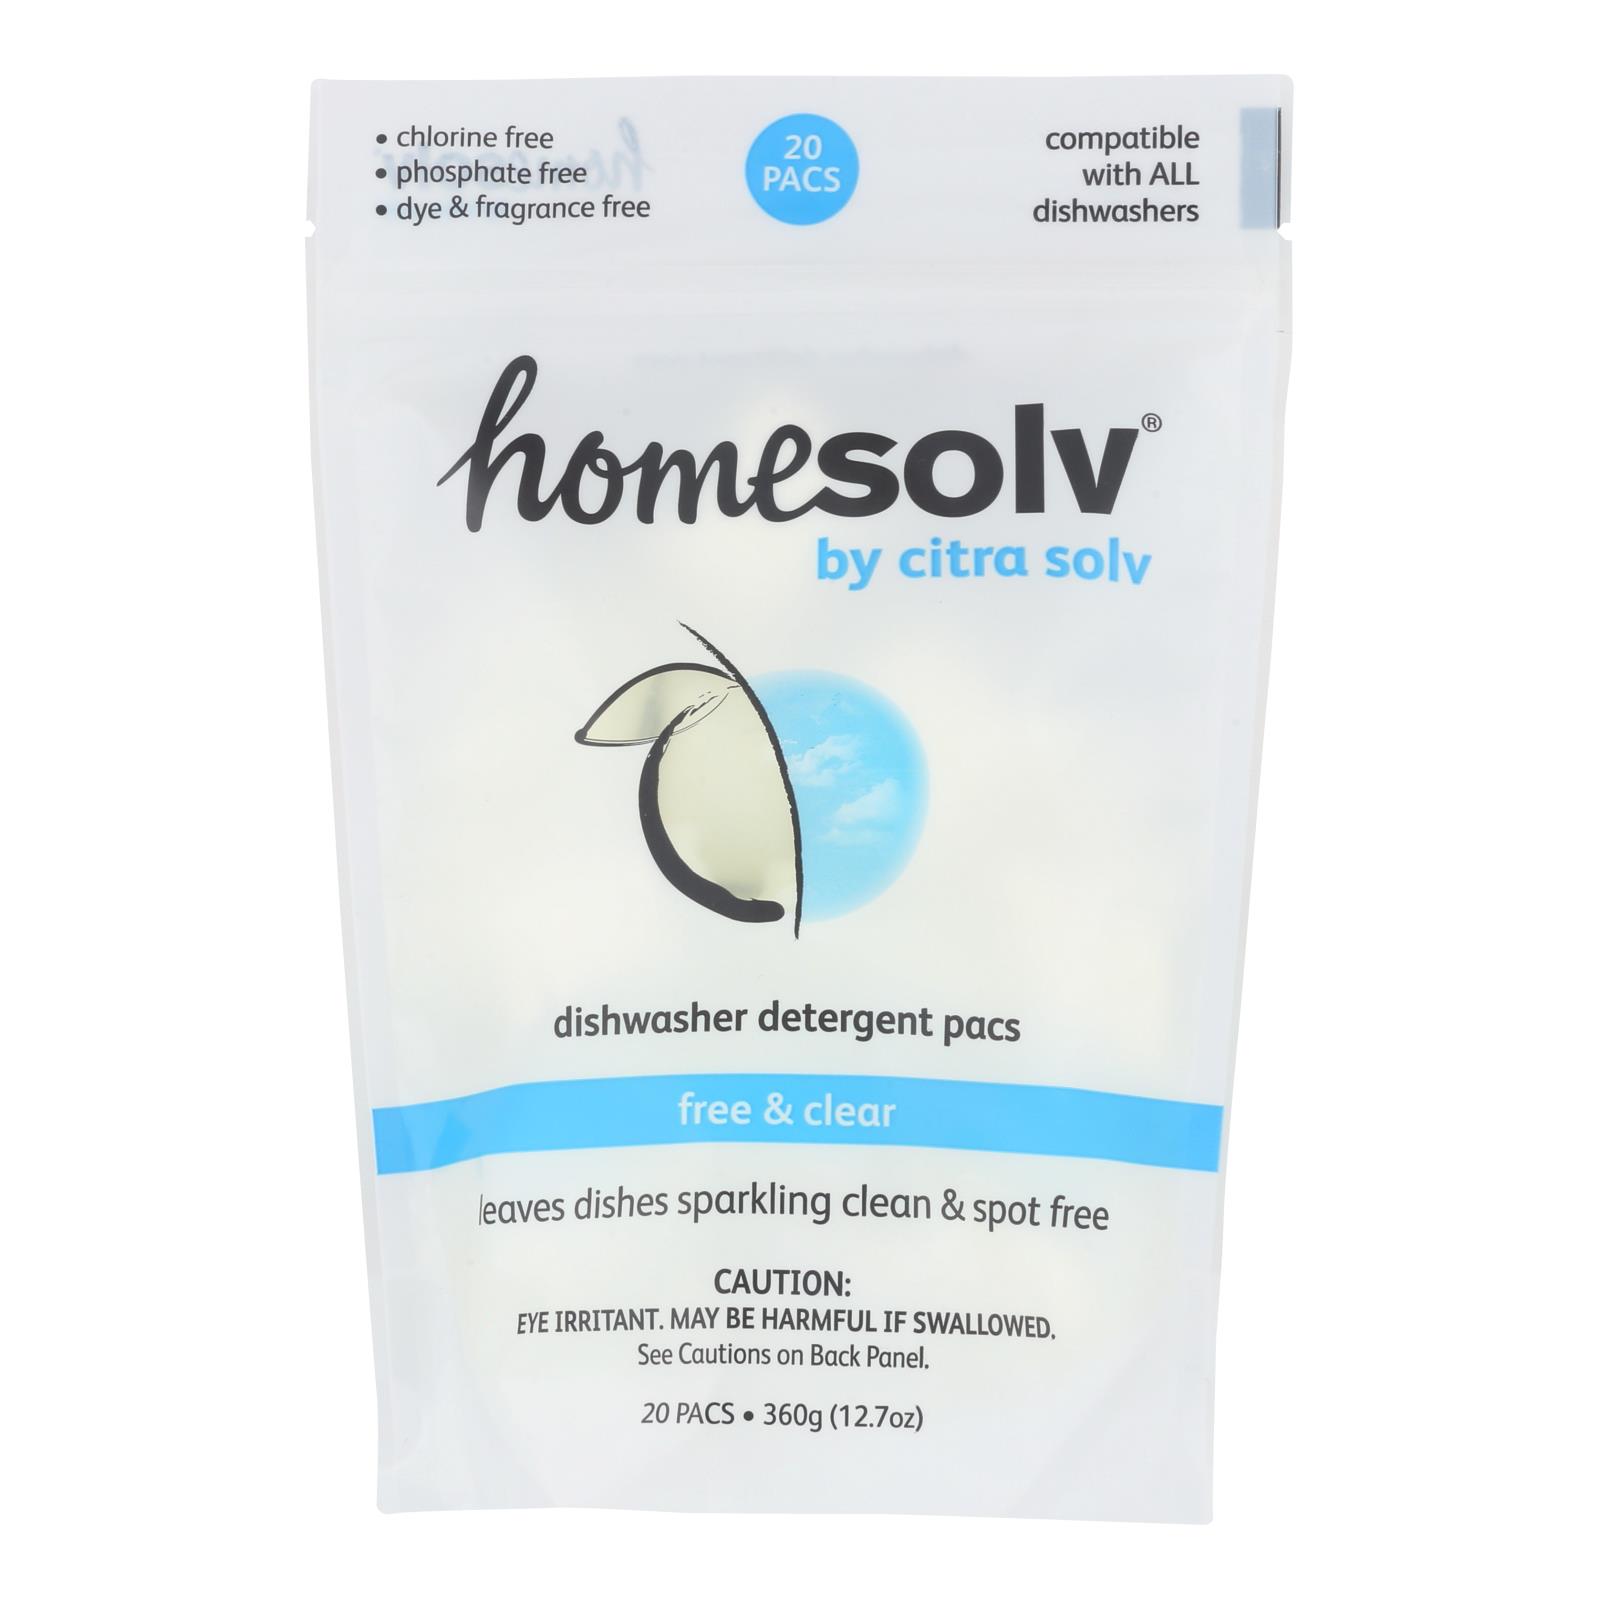 • chlorine free
• phosphate free
• dye & fragrance free
20
PACS
compatible
with ALL
dishwashers
homesolv®
by citra solv
dishwasher detergent pacs
free & clear
leaves dishes sparkling clean & spot free
CAUTION:
EYE IRRITANT. MAY BE HARMFUL IF SWALLOWED.
See Cautions on Back Panel.
20 PACS • 360g (12.7oz)